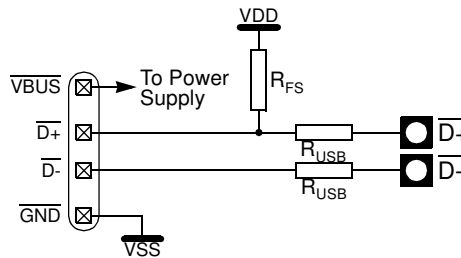 VDD
VBUS
To Power
Supply
RFS
D+
D+
RUSB
D-
D-
RUSB
GND
VSS